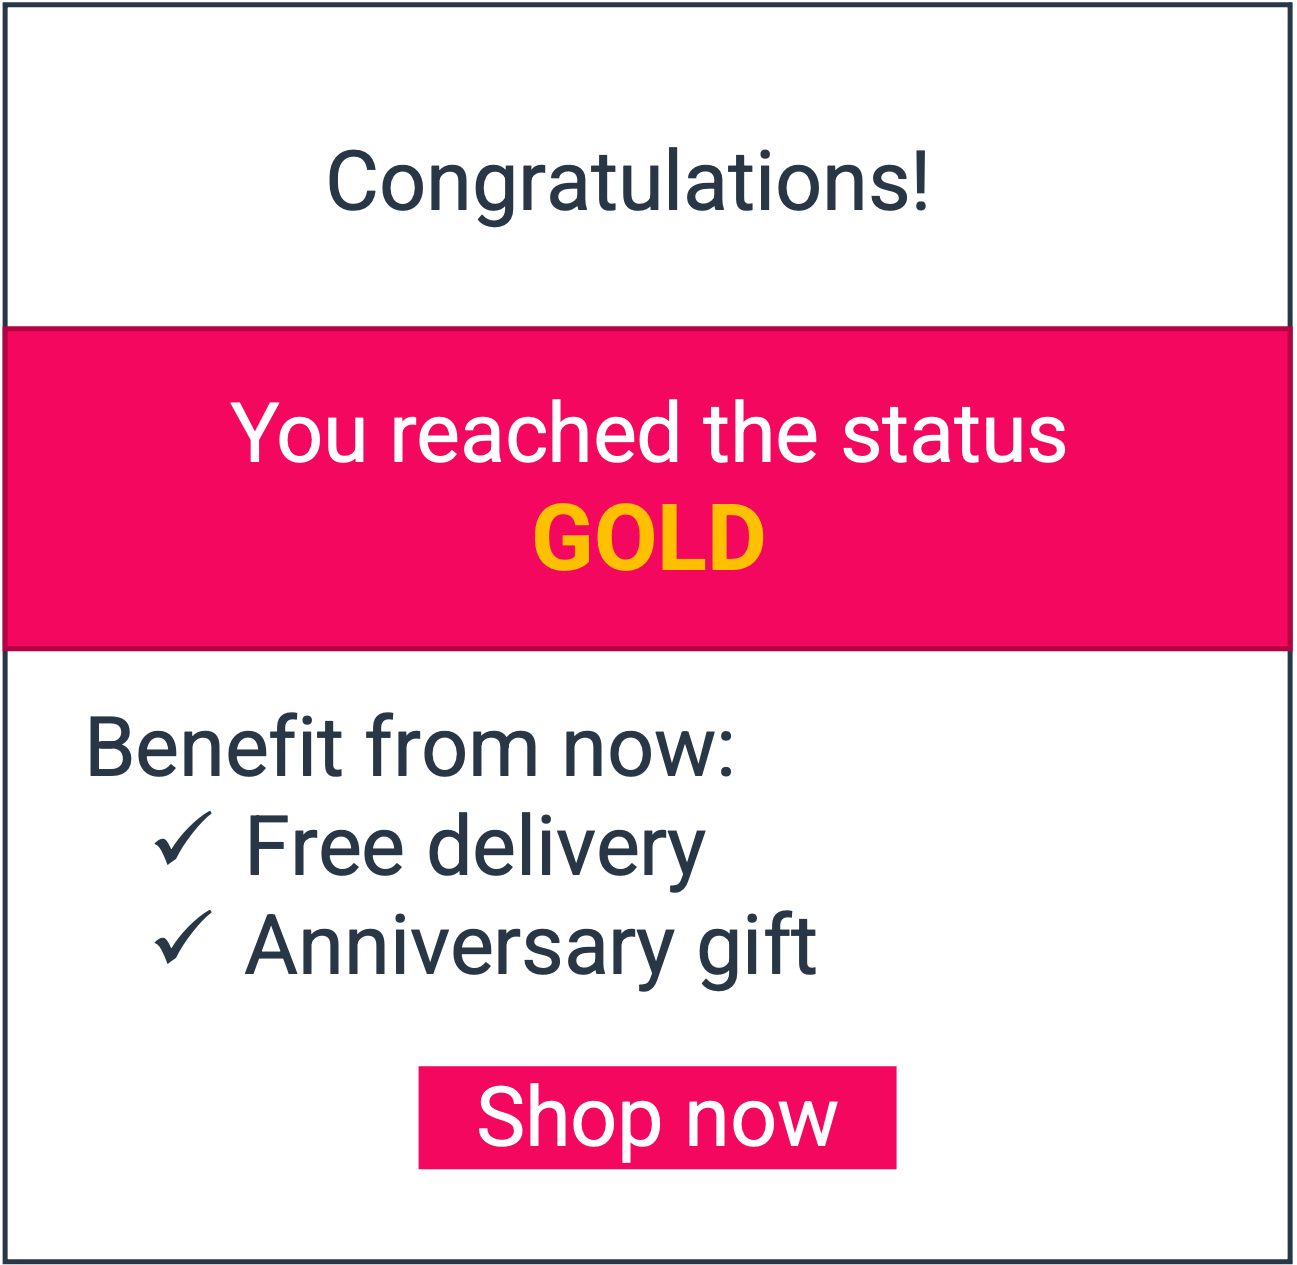 Congratulations!
You reached the status
GOLD
Benefit from now:
✓ Free delivery
✓ Anniversary gift
Shop now